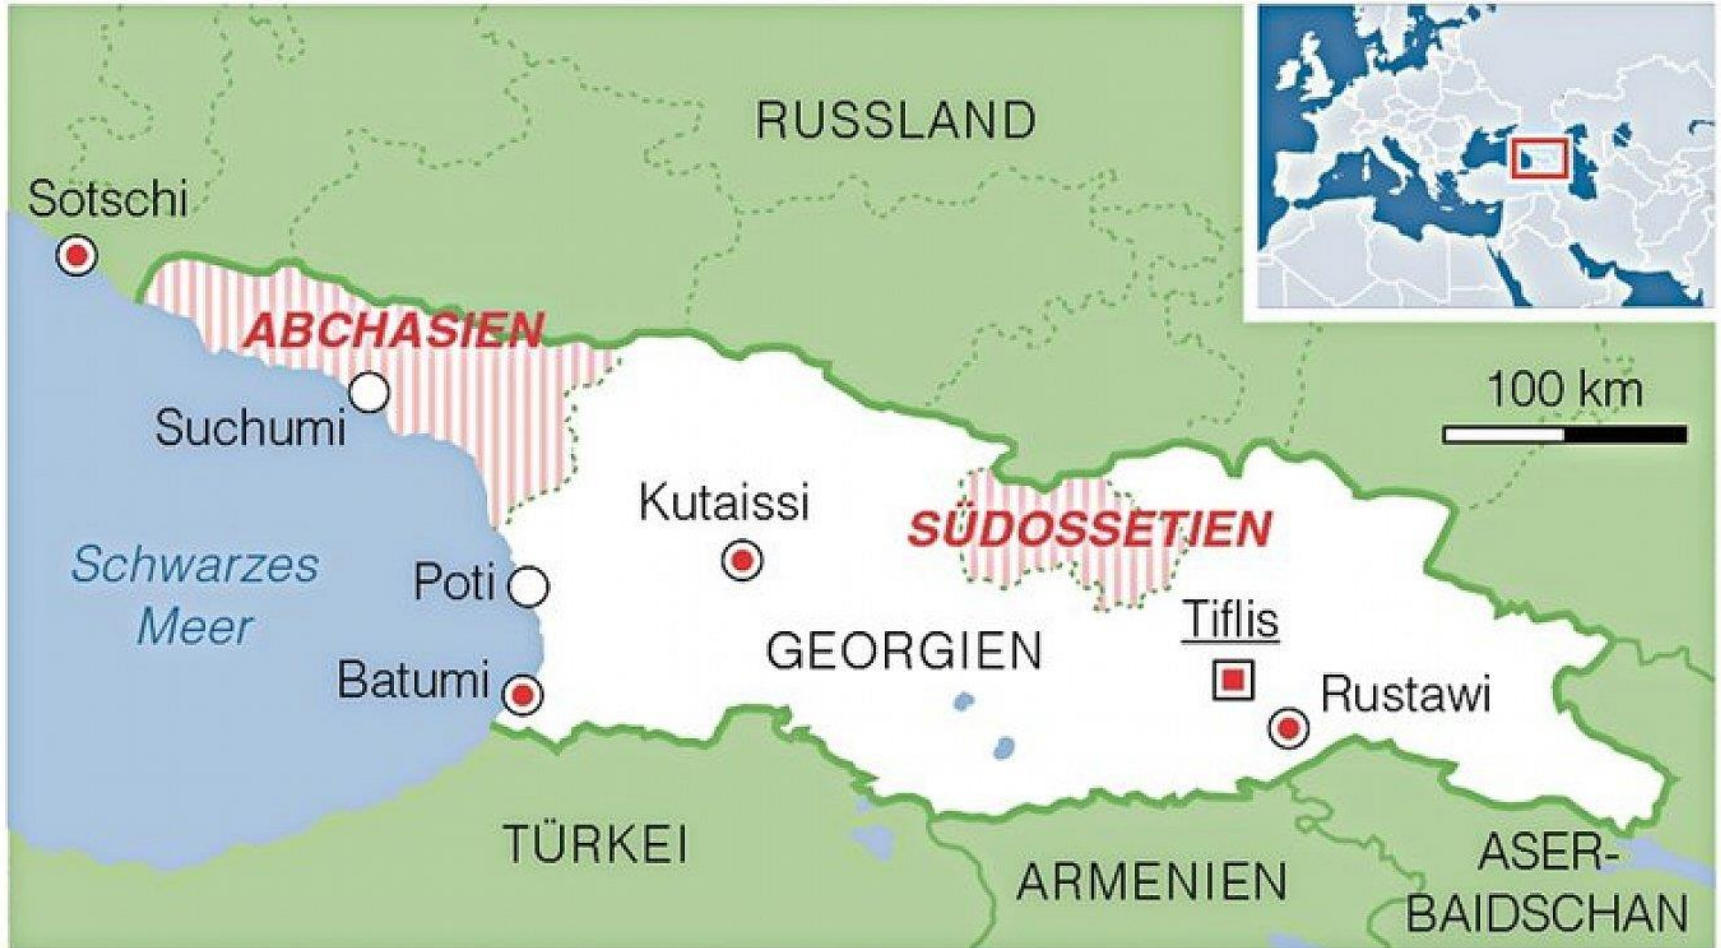 RUSSLAND
Sotschi
ABCHASIEN
100 km
Suchumi
Kutaissi
SÜDOSSETIEN
Schwarzes
Meer
Poti
Tiflis
GEORGIEN
Batumi
Rustawi
TÜRKEI
ARMENIEN
ASER-
BAIDSCHAN